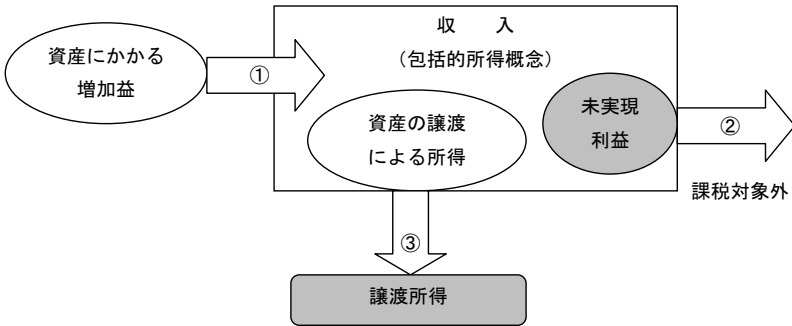 資産にかかる
増加益
①
収　入
（包括的所得概念）
資産の譲渡
による所得
未実現
利益
②
課税対象外
③
譲渡所得